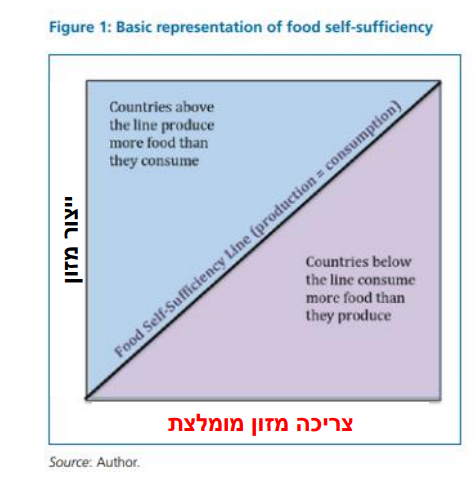 Figure 1: Basic representation of food self-sufficiency
Countries above
the line produce
more food than
they consume
Food Self-Sufficiency Line (production = consumption)
Countries below
the line consume
more food than
they produce
ייצור מזון
צריכה מזון מומלצת
Source: Author.